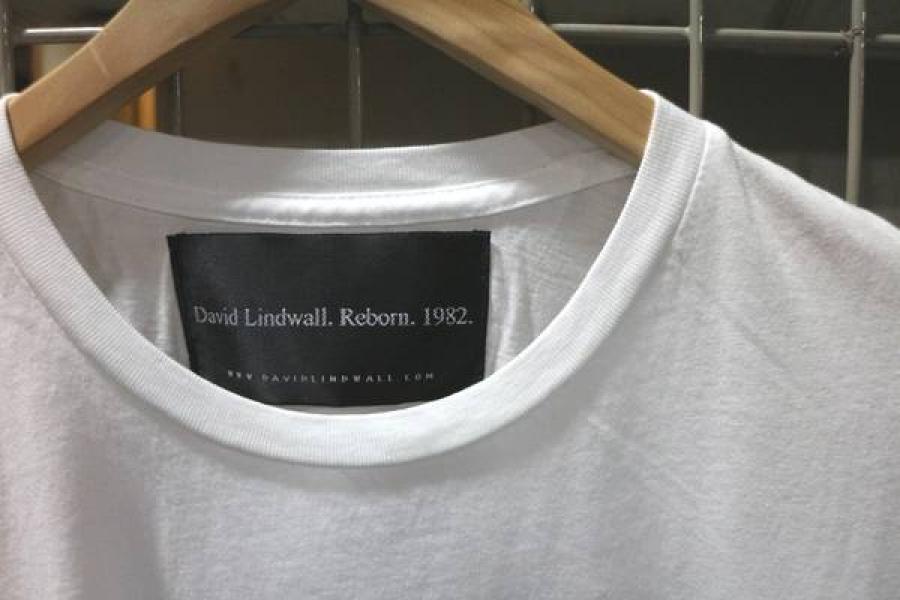 David Lindwall. Reborn. 1982.
WWW.DAVIDLINDWALL.COM